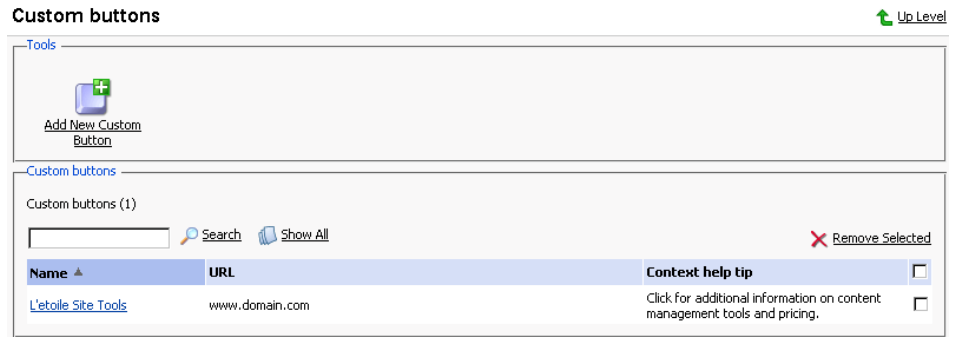 Custom buttons
Up Level
Tools
Add New Custom
Button
Custom buttons
Custom buttons (1)
Search Show All
Remove Selected
Name URL Context help tip
L'etoile Site Tools www.domain.com Click for additional information on content
management tools and pricing.